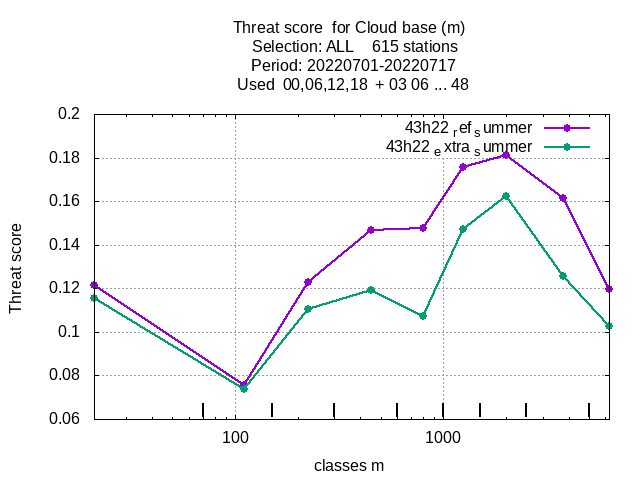 Threat score  for Cloud base (m)
Selection: ALL    615 stations
Period: 20220701-20220717
Used  00,06,12,18  + 03 06 ... 48
0.2
0.18
0.16
0.14
0.12
0.1
0.08
0.06
Threat score
43h22 ref summer
43h22 extra summer
100
1000
classes m